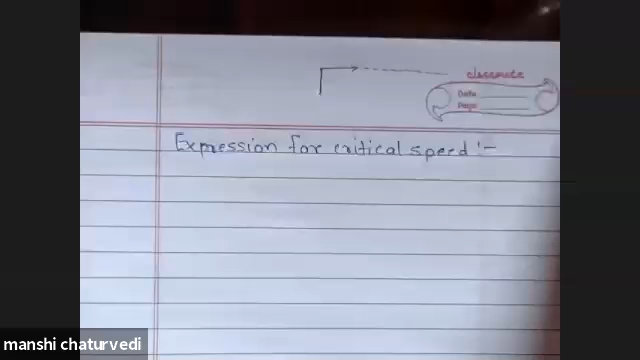 classmate
Date
Page
Expression for critical speed :-
manshi chaturvedi